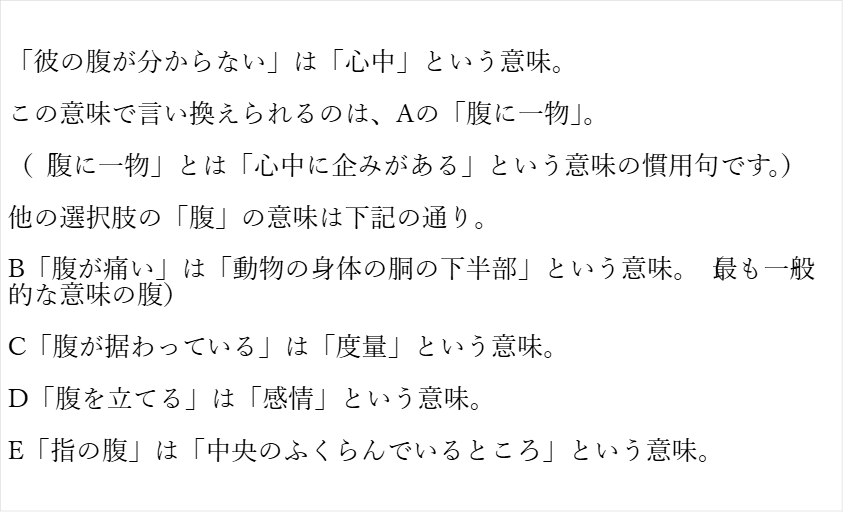 「彼の腹が分からない」は「心中」という意味。
この意味で言い換えられるのは、Aの「腹に一物」。
（ 腹に一物」とは「心中に企みがある」という意味の慣用句です。）
他の選択肢の「腹」の意味は下記の通り。
B「腹が痛い」は「動物の身体の胴の下半部」という意味。 （最も一般
的な意味の腹）
C「腹が据わっている」は「度量」という意味。
D「腹を立てる」は「感情」という意味。
E「指の腹」は「中央のふくらんでいるところ」という意味。